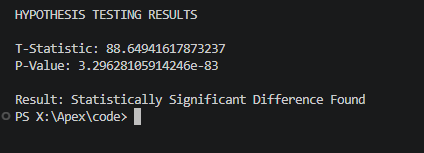 HYPOTHESIS TESTING RESULTS
T-Statistic: 88.64941617873237
P-Value: 3.29628105914246e-83
Result: Statistically Significant Difference Found
PS X:\Apex\code>